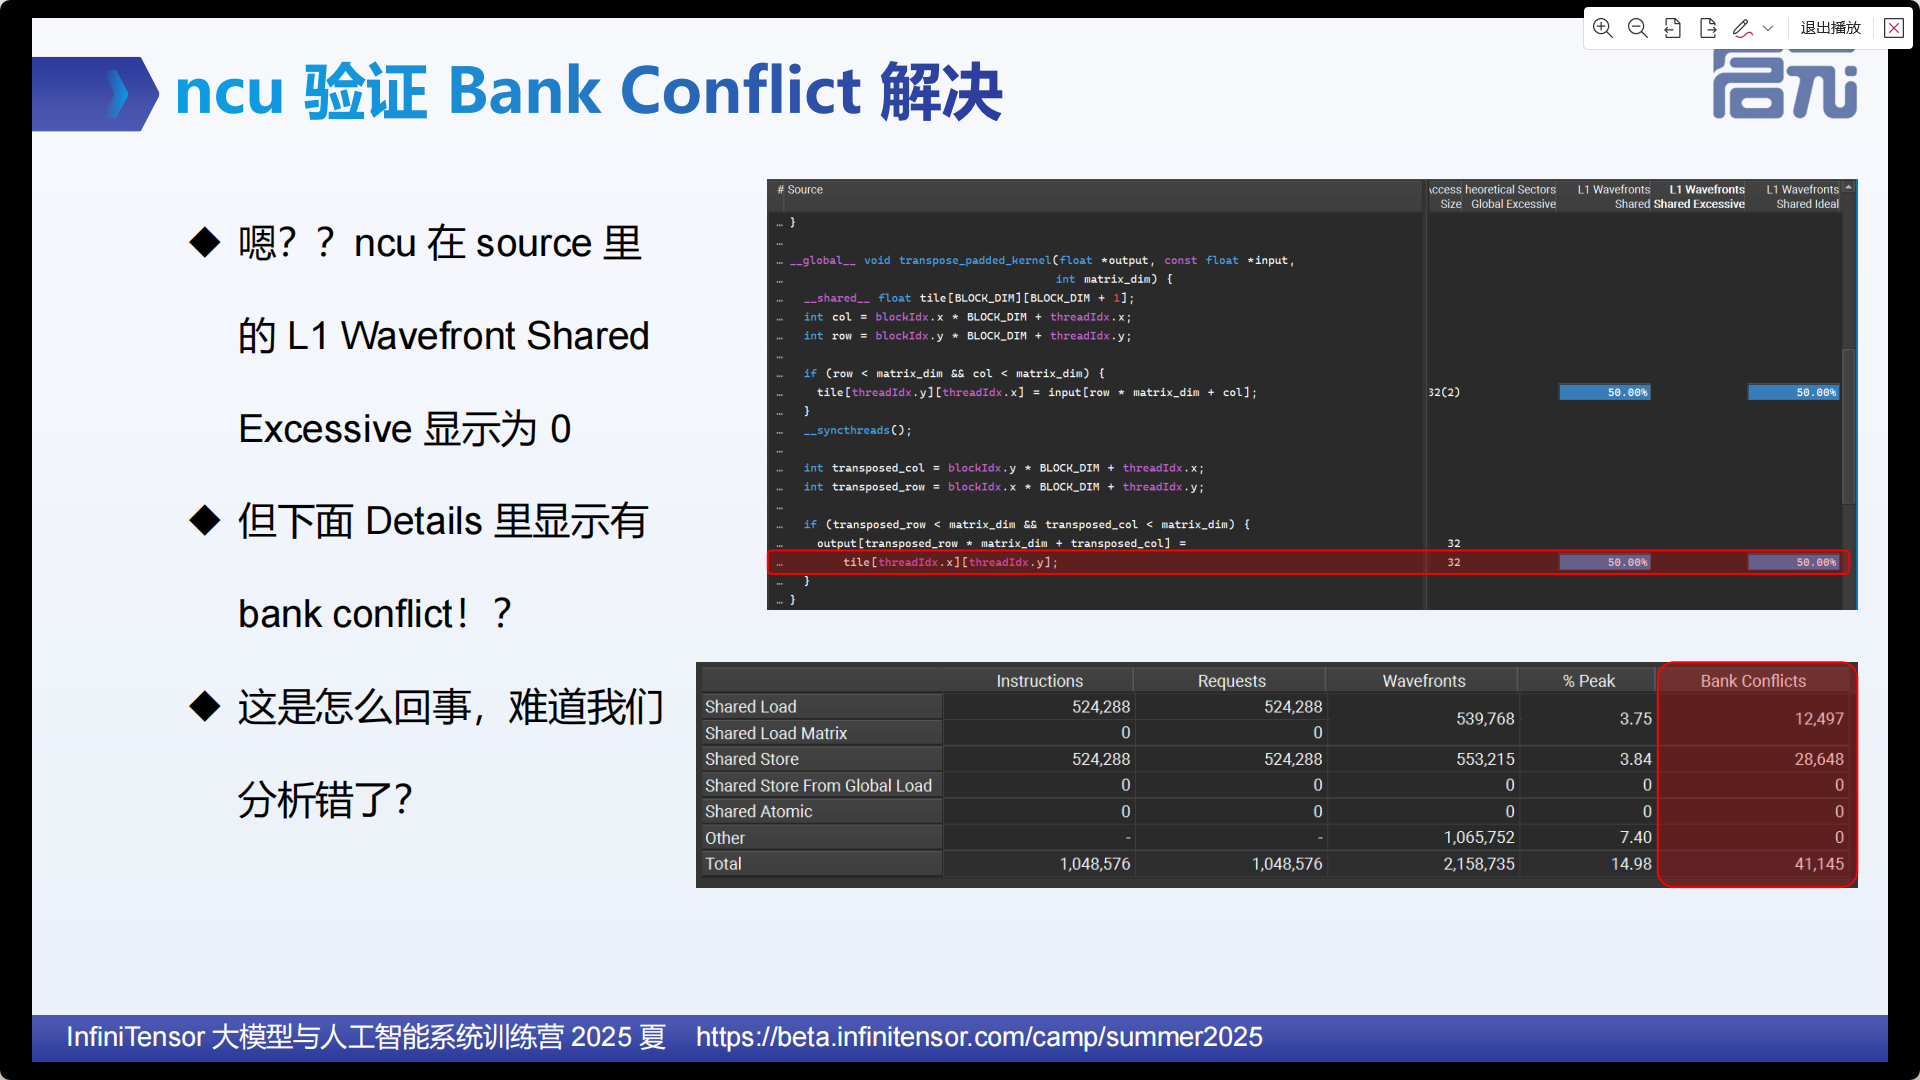 退出播放
ncu 验证 Bank Conflict 解决
启元
嗯？？ncu 在 source 里
的 L1 Wavefront Shared
Excessive 显示为 0
但下面 Details 里显示有
bank conflict！？
这是怎么回事，难道我们
分析错了？
# Source
Access Size
heoretical Sectors Global Excessive
L1 Wavefronts Shared
L1 Wavefronts Shared Excessive
L1 Wavefronts Shared Ideal
... }
...
... __global__ void transpose_padded_kernel(float *output, const float *input,
... int matrix_dim) {
... __shared__ float tile[BLOCK_DIM][BLOCK_DIM + 1];
... int col = blockIdx.x * BLOCK_DIM + threadIdx.x;
... int row = blockIdx.y * BLOCK_DIM + threadIdx.y;
...
... if (row < matrix_dim && col < matrix_dim) {
... tile[threadIdx.y][threadIdx.x] = input[row * matrix_dim + col]; 32(2) 50.00% 50.00%
... }
... __syncthreads();
...
... int transposed_col = blockIdx.y * BLOCK_DIM + threadIdx.x;
... int transposed_row = blockIdx.x * BLOCK_DIM + threadIdx.y;
...
... if (transposed_row < matrix_dim && transposed_col < matrix_dim) {
... output[transposed_row * matrix_dim + transposed_col] = 32
... tile[threadIdx.x][threadIdx.y]; 32 50.00% 50.00%
... }
... }
Instructions Requests Wavefronts % Peak Bank Conflicts
Shared Load 524,288 524,288 539,768 3.75 12,497
Shared Load Matrix 0 0
Shared Store 524,288 524,288 553,215 3.84 28,648
Shared Store From Global Load 0 0 0 0 0
Shared Atomic 0 0 0 0 0
Other - - 1,065,752 7.40 0
Total 1,048,576 1,048,576 2,158,735 14.98 41,145
InfiniTensor 大模型与人工智能系统训练营 2025 夏 https://beta.infinitensor.com/camp/summer2025